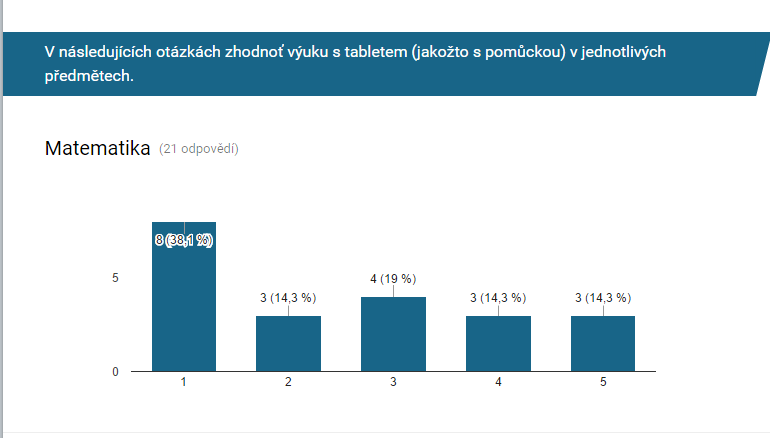 V následujících otázkách zhodnoť výuku s tabletem (jakožto s pomůckou) v jednotlivých
předmětech.
Matematika (21 odpovědí)
8 (38,1 %)
4 (19 %)
5
3 (14,3 %) 3 (14,3 %) 3 (14,3 %)
0
1 2 3 4 5